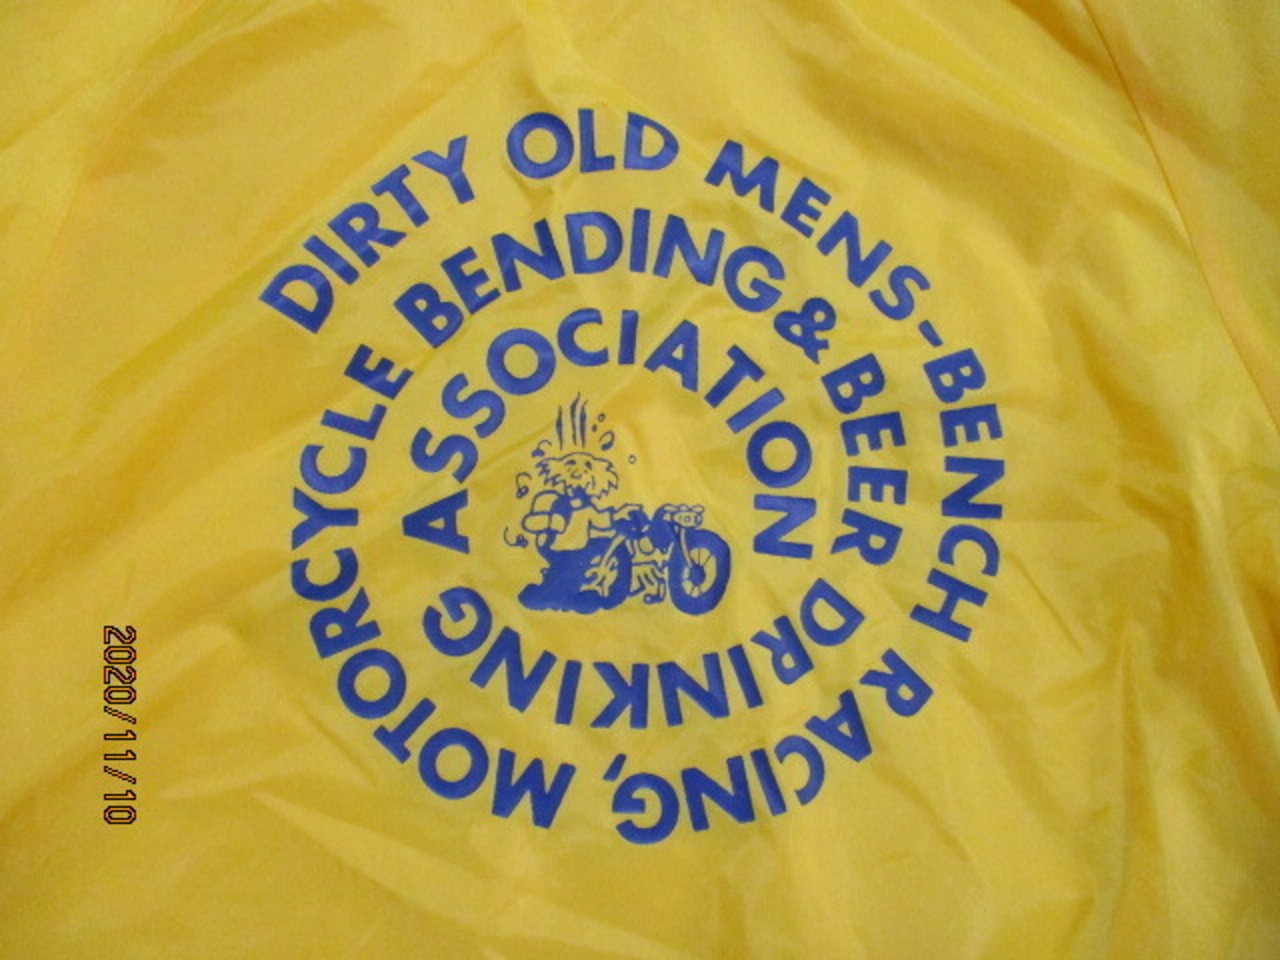 DIRTY OLD MENS-BENCH RACING, MOTORCYCLE BENDING & BEER DRINKING ASSOCIATION
2020/11/10